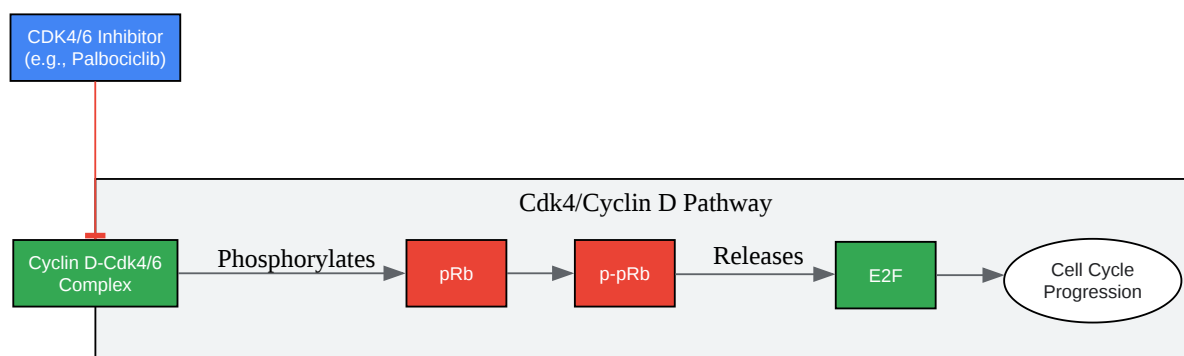 CDK4/6 Inhibitor
(e.g., Palbociclib)
Cdk4/Cyclin D Pathway
Cyclin D-Cdk4/6
Complex
Phosphorylates
pRb
p-pRb
Releases
E2F
Cell Cycle
Progression